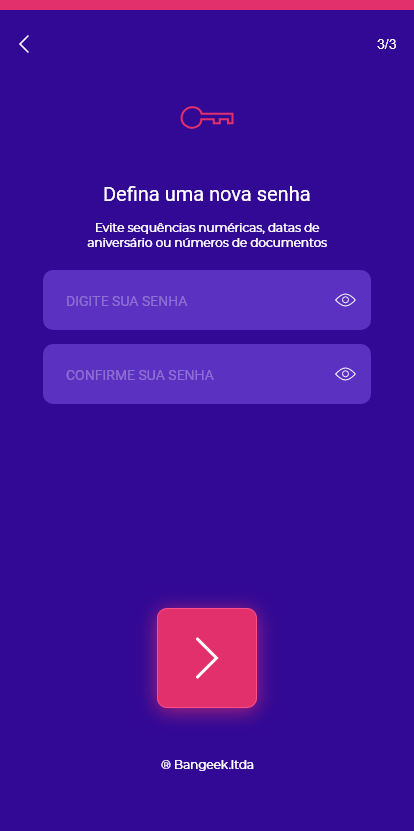 3/3
Defina uma nova senha
Evite sequências numéricas, datas de
aniversário ou números de documentos
DIGITE SUA SENHA
CONFIRME SUA SENHA
® Bangeek.ltda